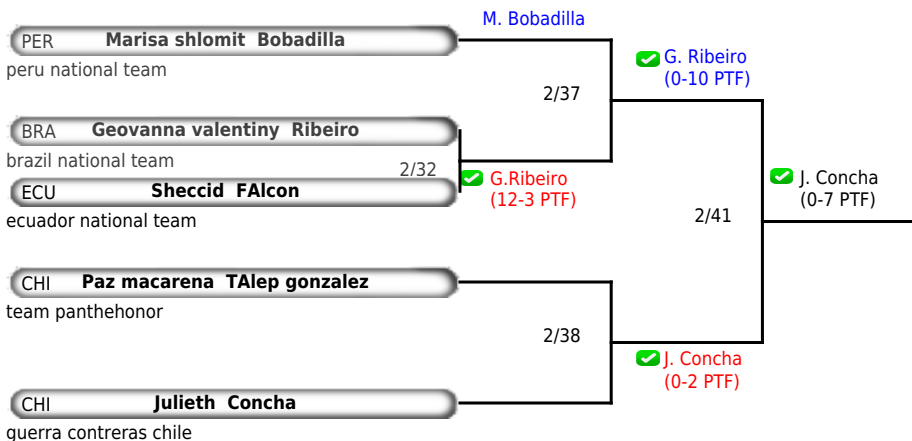 M. Bobadilla
PER Marisa shlomit Bobadilla
peru national team
G. Ribeiro
(0-10 PTF)
2/37
BRA Geovanna valentiny Ribeiro
brazil national team
2/32
G.Ribeiro
(12-3 PTF)
ECU Sheccid FAlcon
ecuador national team
J. Concha
(0-7 PTF)
2/41
CHI Paz macarena TAlep gonzalez
team panthehonor
2/38
J. Concha
(0-2 PTF)
CHI Julieth Concha
guerra contreras chile